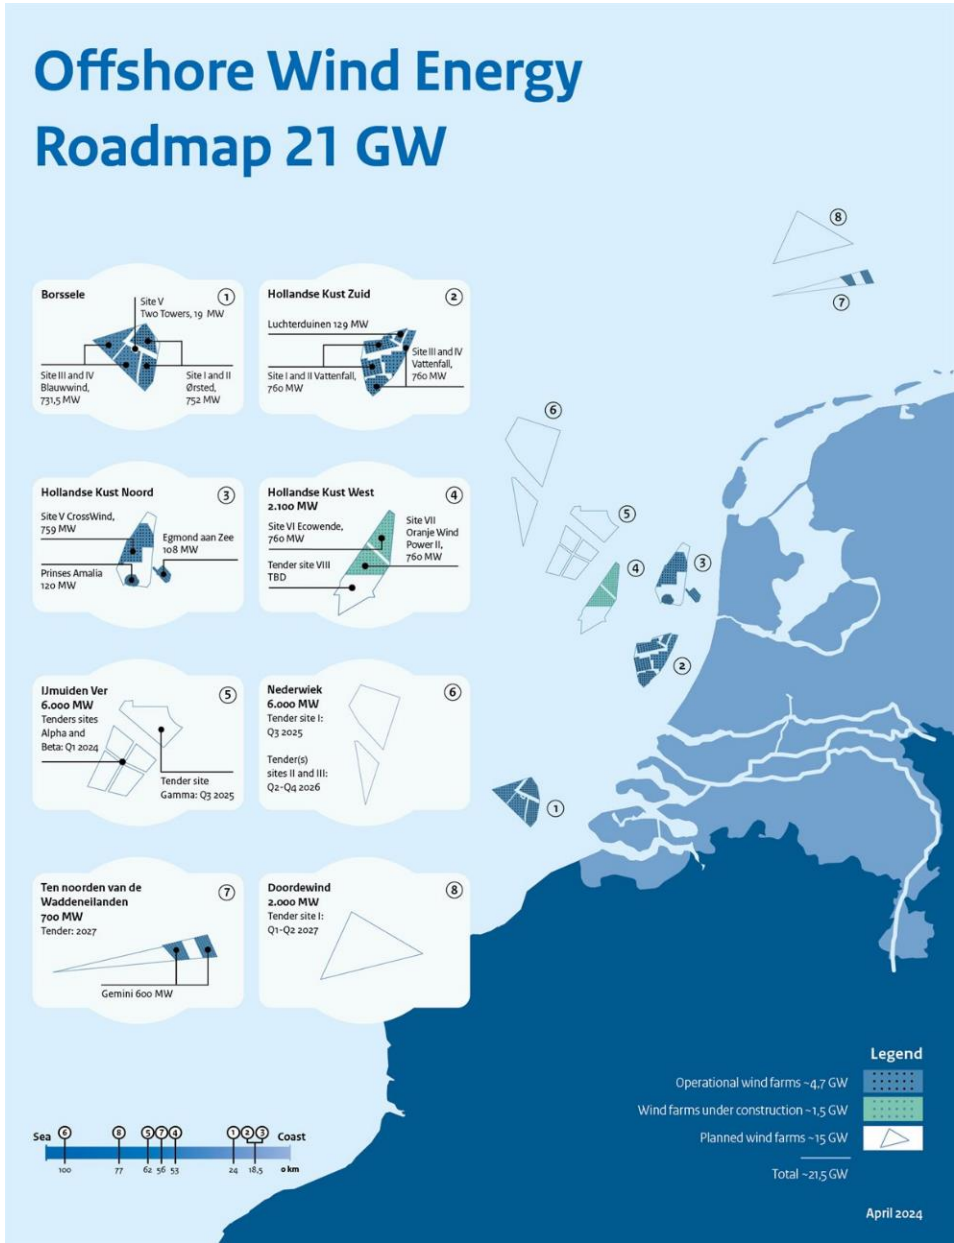 Offshore Wind Energy
Roadmap 21 GW
8
7
6
5
4
3
2
1
Borssele
1
Site V
Two Towers, 19 MW
Site III and IV
Blauwwind,
731,5 MW
Site I and II
Ørsted,
752 MW
Hollandse Kust Zuid
2
Luchterduinen 129 MW
Site I and II Vattenfall,
760 MW
Site III and IV
Vattenfall,
760 MW
Hollandse Kust Noord
3
Site V CrossWind,
759 MW
Egmond aan Zee
108 MW
Prinses Amalia
120 MW
Hollandse Kust West
2.100 MW
4
Site VI Ecowende,
760 MW
Site VII
Oranje Wind
Power II,
760 MW
Tender site VIII
TBD
IJmuiden Ver
6.000 MW
5
Tenders sites
Alpha and
Beta: Q1 2024
Tender site
Gamma: Q3 2025
Nederwiek
6.000 MW
6
Tender site I:
Q3 2025
Tender(s)
sites II and III:
Q2-Q4 2026
Ten noorden van de
Waddeneilanden
700 MW
7
Tender: 2027
Gemini 600 MW
Doordewind
2.000 MW
8
Tender site I:
Q1-Q2 2027
Legend
Operational wind farms ~4,7 GW
Wind farms under construction ~1,5 GW
Planned wind farms ~15 GW
Total ~21,5 GW
Sea 6 8 5 7 4 1 2 3 Coast
100 77 62 56 53 24 18,5 0 km
April 2024